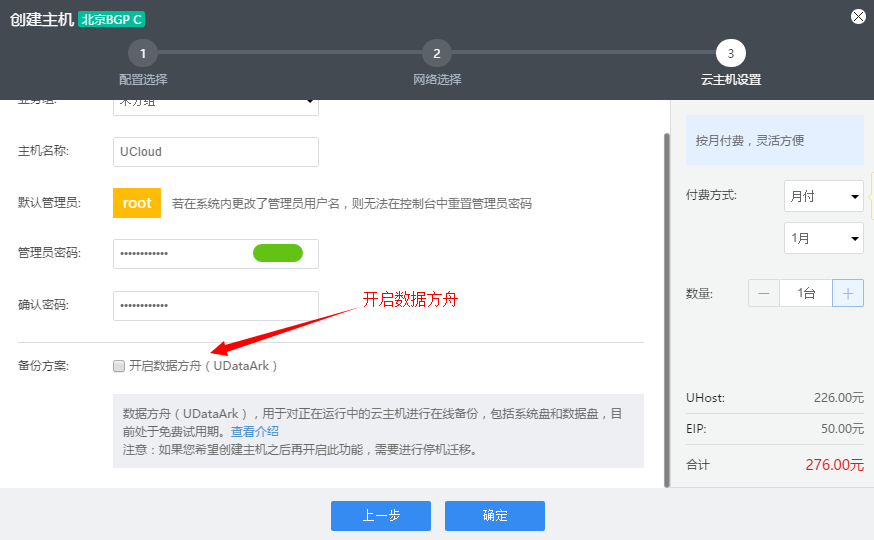 创建主机 北京BGP C
1 2 3
配置选择 网络选择 云主机设置
业务组: 未分组
主机名称: UCloud
默认管理员: root 若在系统内更改了管理员用户名，则无法在控制台中重置管理员密码
管理员密码: ••••••••••••
确认密码: ••••••••••••
开启数据方舟
备份方案: 开启数据方舟（UDataArk）
数据方舟（UDataArk），用于对正在运行中的云主机进行在线备份，包括系统盘和数据盘，目
前处于免费试用期。查看介绍
注意：如果您希望创建主机之后再开启此功能，需要进行停机迁移。
按月付费，灵活方便
付费方式: 月付
1月
数量: 1台
UHost: 226.00元
EIP: 50.00元
合计 276.00元
上一步 确定